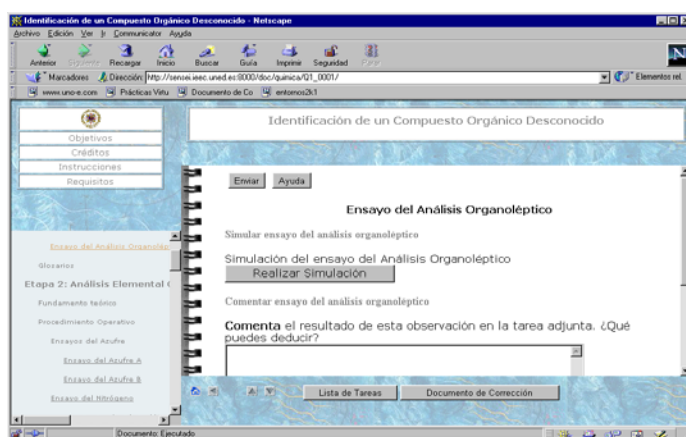 Identificación de un Compuesto Orgánico Desconocido - Netscape
Archivo Edición Ver Ir Communicator Ayuda
Anterior Siguiente Recargar Inicio Buscar Guía Imprimir Seguridad Parar
Marcadores Dirección: http://sensei.ieec.uned.es:8000/doc/quimica/Q1_0001/ Elementos rel.
www.uno-e.com Prácticas Virtu Documento de Co entornos2k1
Objetivos
Créditos
Instrucciones
Requisitos
Identificación de un Compuesto Orgánico Desconocido
Ensayo del Análisis Organolép
Glosarios
Etapa 2: Análisis Elemental (
Fundamento teórico
Procedimiento Operativo
Ensayos del Azufre
Ensayo del Azufre A
Ensayo del Azufre B
Ensayo del Nitrógeno
Enviar Ayuda
Ensayo del Análisis Organoléptico
Simular ensayo del análisis organoléptico
Simulación del ensayo del Análisis Organoléptico
Realizar Simulación
Comentar ensayo del análisis organoléptico
Comenta el resultado de esta observación en la tarea adjunta. ¿Qué
puedes deducir?
Lista de Tareas Documento de Corrección
Documento: Ejecutado